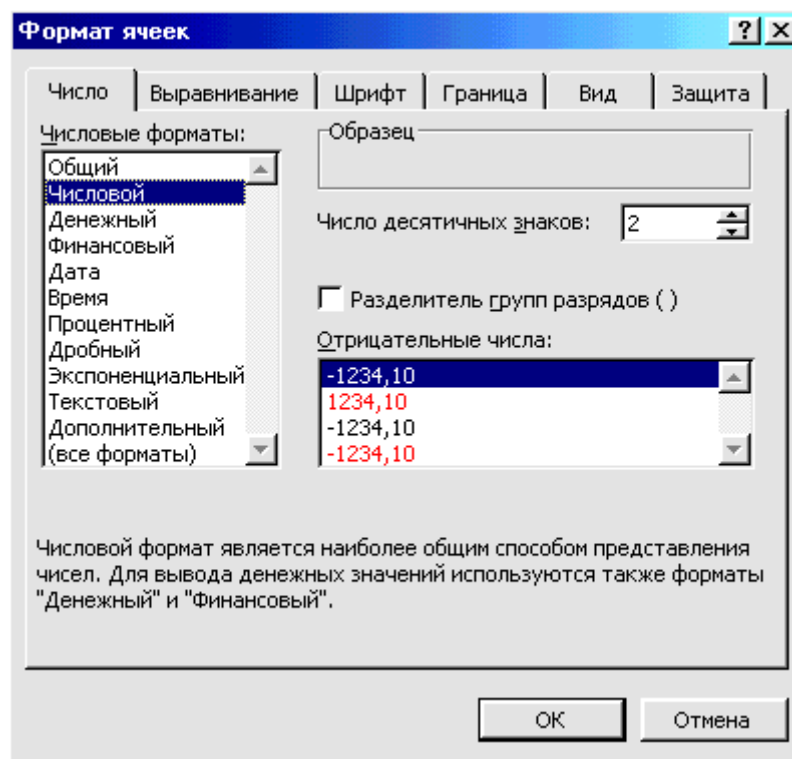 Формат ячеек
Число Выравнивание Шрифт Граница Вид Защита
Числовые форматы:
Общий
Числовой
Денежный
Финансовый
Дата
Время
Процентный
Дробный
Экспоненциальный
Текстовый
Дополнительный
(все форматы)
Образец
Число десятичных знаков: 2
Разделитель групп разрядов ( )
Отрицательные числа:
-1234,10
1234,10
-1234,10
-1234,10
Числовой формат является наиболее общим способом представления
чисел. Для вывода денежных значений используются также форматы
"Денежный" и "Финансовый".
ОК Отмена